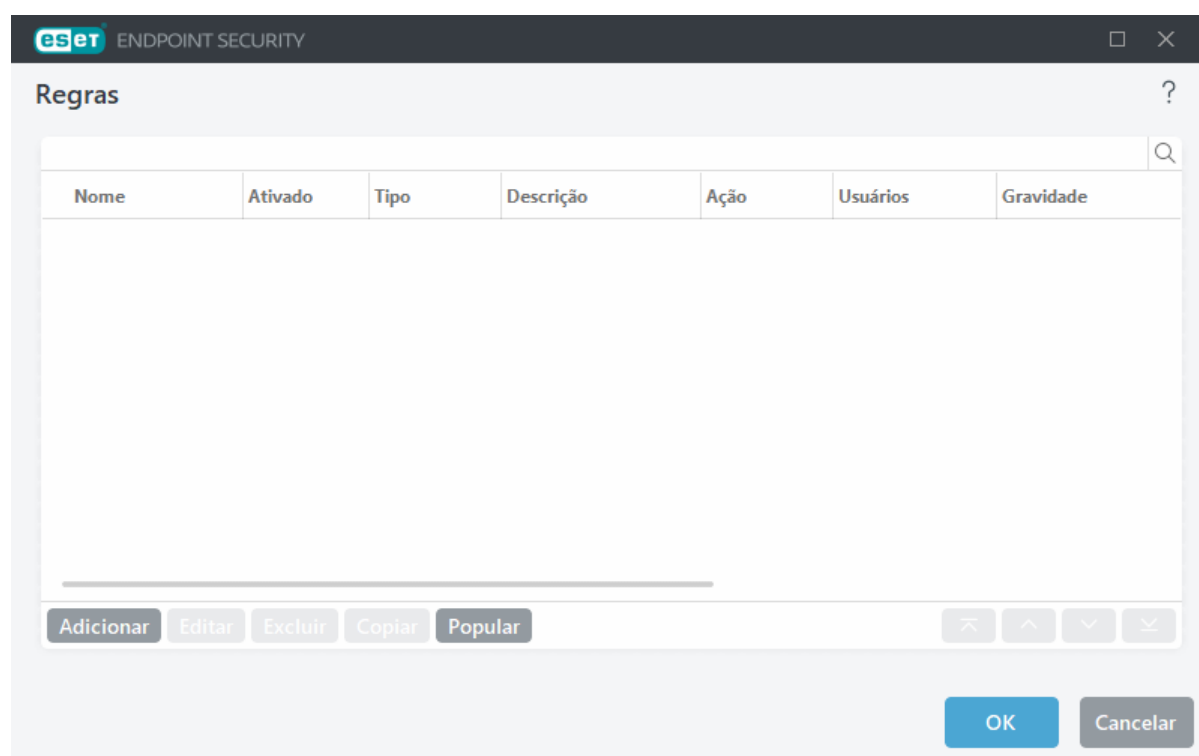 eset ENDPOINT SECURITY
Regras ?
Nome Ativado Tipo Descrição Ação Usuários Gravidade
Adicionar Editar Excluir Copiar Popular
OK Cancelar